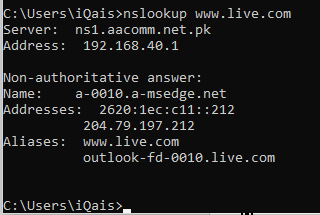 C:\Users\iQais>nslookup www.live.com
Server:  ns1.aacomm.net.pk
Address:  192.168.40.1
Non-authoritative answer:
Name:    a-0010.a-msedge.net
Addresses:  2620:1ec:c11::212
204.79.197.212
Aliases:  www.live.com
outlook-fd-0010.live.com
C:\Users\iQais>